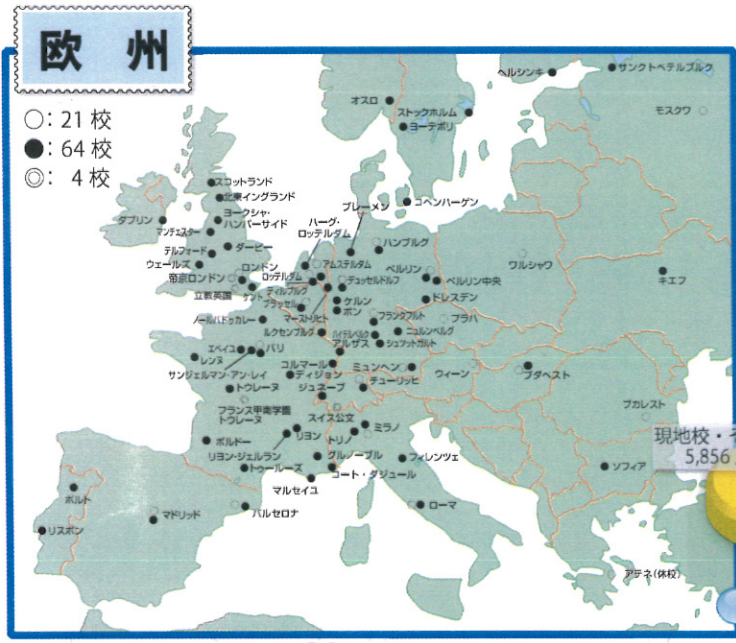 欧 州
○：21 校
●：64 校
◎： 4 校
ヘルシンキ
サンクトペテルブルク
オスロ
ストックホルム
モスクワ
ヨーテボリ
スコットランド
北東イングランド
ブレーメン
コペンハーゲン
ヨークシャ・
ハンバーサイド
ハーグ・
ロッテルダム
ダブリン
マンチェスター
ハンブルグ
テルフォード
ダービー
ワルシャワ
ウェールズ
ロンドン
アムステルダム
ベルリン
帝京ロンドン
ロッテルダム
デュッセルドルフ
ベルリン中央
キエフ
立教英国
ケント
ティルブルグ
ケルン
ドレスデン
ブラッセル
ボン
ノールパドゥカレー
マーストリヒト
フランクフルト
プラハ
ルクセンブルグ
ハイデルベルク
ニュルンベルグ
エベイユ
パリ
アルザス
シュツットガルト
レンヌ
コルマール
ミュンヘン
ウィーン
ブダペスト
サンジェルマン・アン・レイ
ディジョン
チューリッヒ
トゥレーヌ
ジュネーブ
フランス甲南学園
トゥレーヌ
スイス公文
ブカレスト
ボルドー
リヨン
トリノ
ミラノ
現地校・そ
5,856
リヨン・ジェルラン
グルノーブル
フィレンツェ
ソフィア
トゥールーズ
コート・ダジュール
マルセイユ
ポルト
マドリッド
バルセロナ
ローマ
リスボン
アテネ（休校）